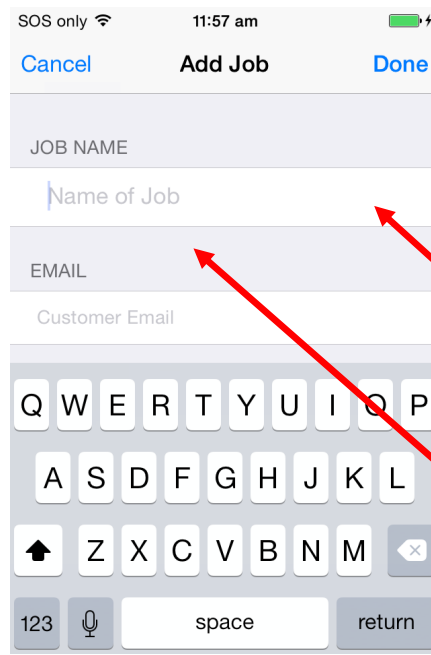 SOS only 11:57 am
Cancel Add Job Done
JOB NAME
Name of Job
EMAIL
Customer Email
Q W E R T Y U I O P
A S D F G H J K L
Z X C V B N M
123 space return